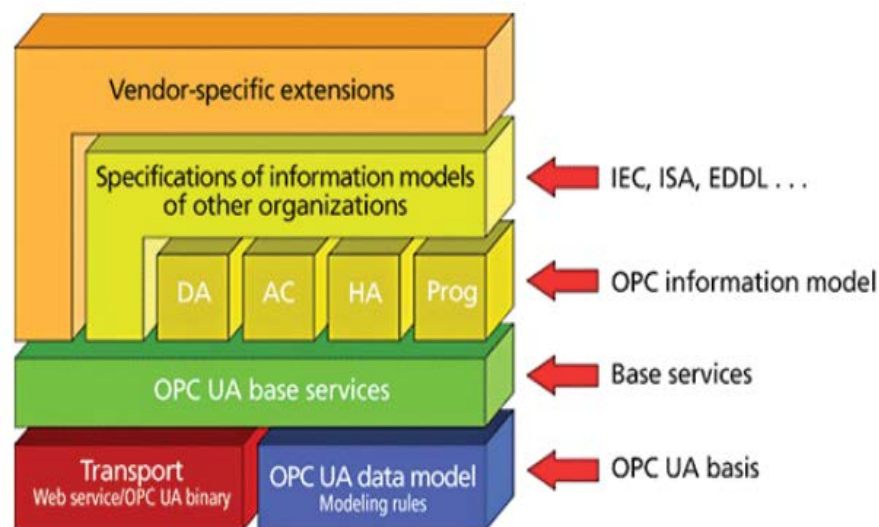 Vendor-specific extensions
Specifications of information models
of other organizations
IEC, ISA, EDDL . . .
DA
AC
HA
Prog
OPC information model
OPC UA base services
Base services
Transport
Web service/OPC UA binary
OPC UA data model
Modeling rules
OPC UA basis